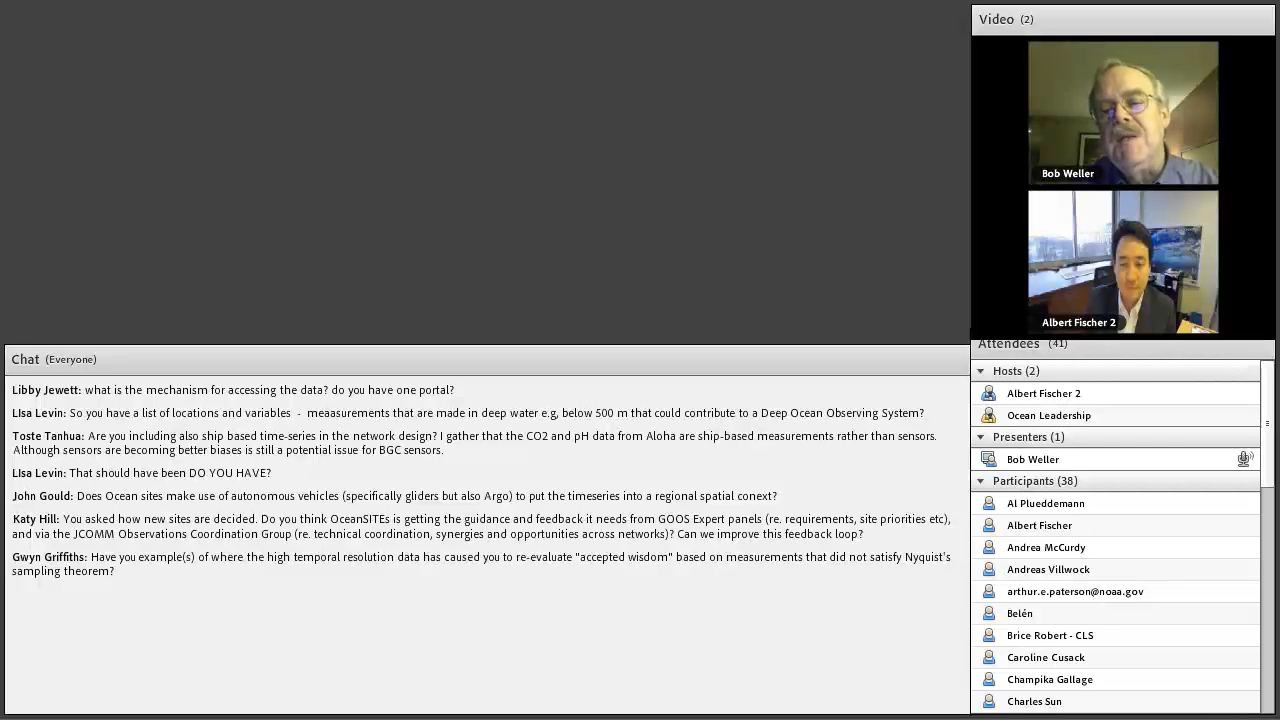 Video (2)
Bob Weller
Albert Fischer 2
Chat (Everyone)
Libby Jewett: what is the mechanism for accessing the data? do you have one portal?
LIsa Levin: So you have a list of locations and variables - meaasurements that are made in deep water e.g, below 500 m that could contribute to a Deep Ocean Observing System?
Toste Tanhua: Are you including also ship based time-series in the network design? I gather that the CO2 and pH data from Aloha are ship-based measurements rather than sensors.
Although sensors are becoming better biases is still a potential issue for BGC sensors.
LIsa Levin: That should have been DO YOU HAVE?
John Gould: Does Ocean sites make use of autonomous vehicles (specifically gliders but also Argo) to put the timeseries into a regional spatial conext?
Katy Hill: You asked how new sites are decided. Do you think OceanSITEs is getting the guidance and feedback it needs from GOOS Expert panels (re. requirements, site priorities etc),
and via the JCOMM Observations Coordination Group (re. technical coordination, synergies and opportunities across networks)? Can we improve this feedback loop?
Gwyn Griffiths: Have you example(s) of where the high temporal resolution data has caused you to re-evaluate "accepted wisdom" based on measurements that did not satisfy Nyquist's
sampling theorem?
Attendees (41)
Hosts (2)
Albert Fischer 2
Ocean Leadership
Presenters (1)
Bob Weller
Participants (38)
Al Plueddemann
Albert Fischer
Andrea McCurdy
Andreas Villwock
arthur.e.paterson@noaa.gov
Belén
Brice Robert - CLS
Caroline Cusack
Champika Gallage
Charles Sun